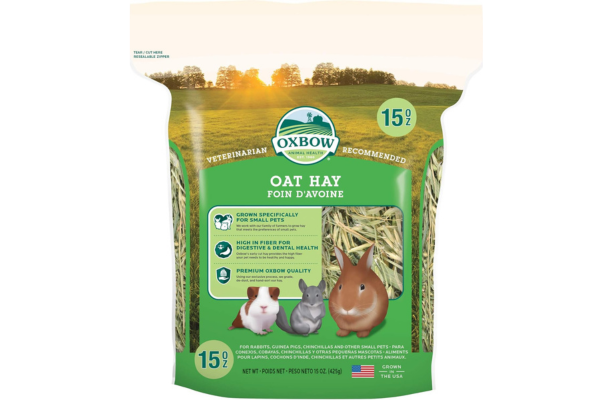 TEAR / CUT HERE
RESEALABLE ZIPPER
15 OZ
OXBOW
ANIMAL HEALTH
VETERINARIAN RECOMMENDED
OAT HAY
FOIN D'AVOINE
GROWN SPECIFICALLY
FOR SMALL PETS
HIGH IN FIBER FOR
DIGESTIVE & DENTAL HEALTH
PREMIUM OXBOW QUALITY
FOR RABBITS, GUINEA PIGS, CHINCHILLAS AND OTHER SMALL PETS • PARA
CONEJOS, COBAYAS, CHINCHILLAS Y OTRAS PEQUEÑAS MASCOTAS • ALIMENTS
POUR LAPINS, COCHONS D'INDE, CHINCHILLAS ET AUTRES PETITS ANIMAUX.
15 OZ
NET WT • POIDS NET • PESO NETO 15 OZ. (425g)
GROWN
IN
THE USA